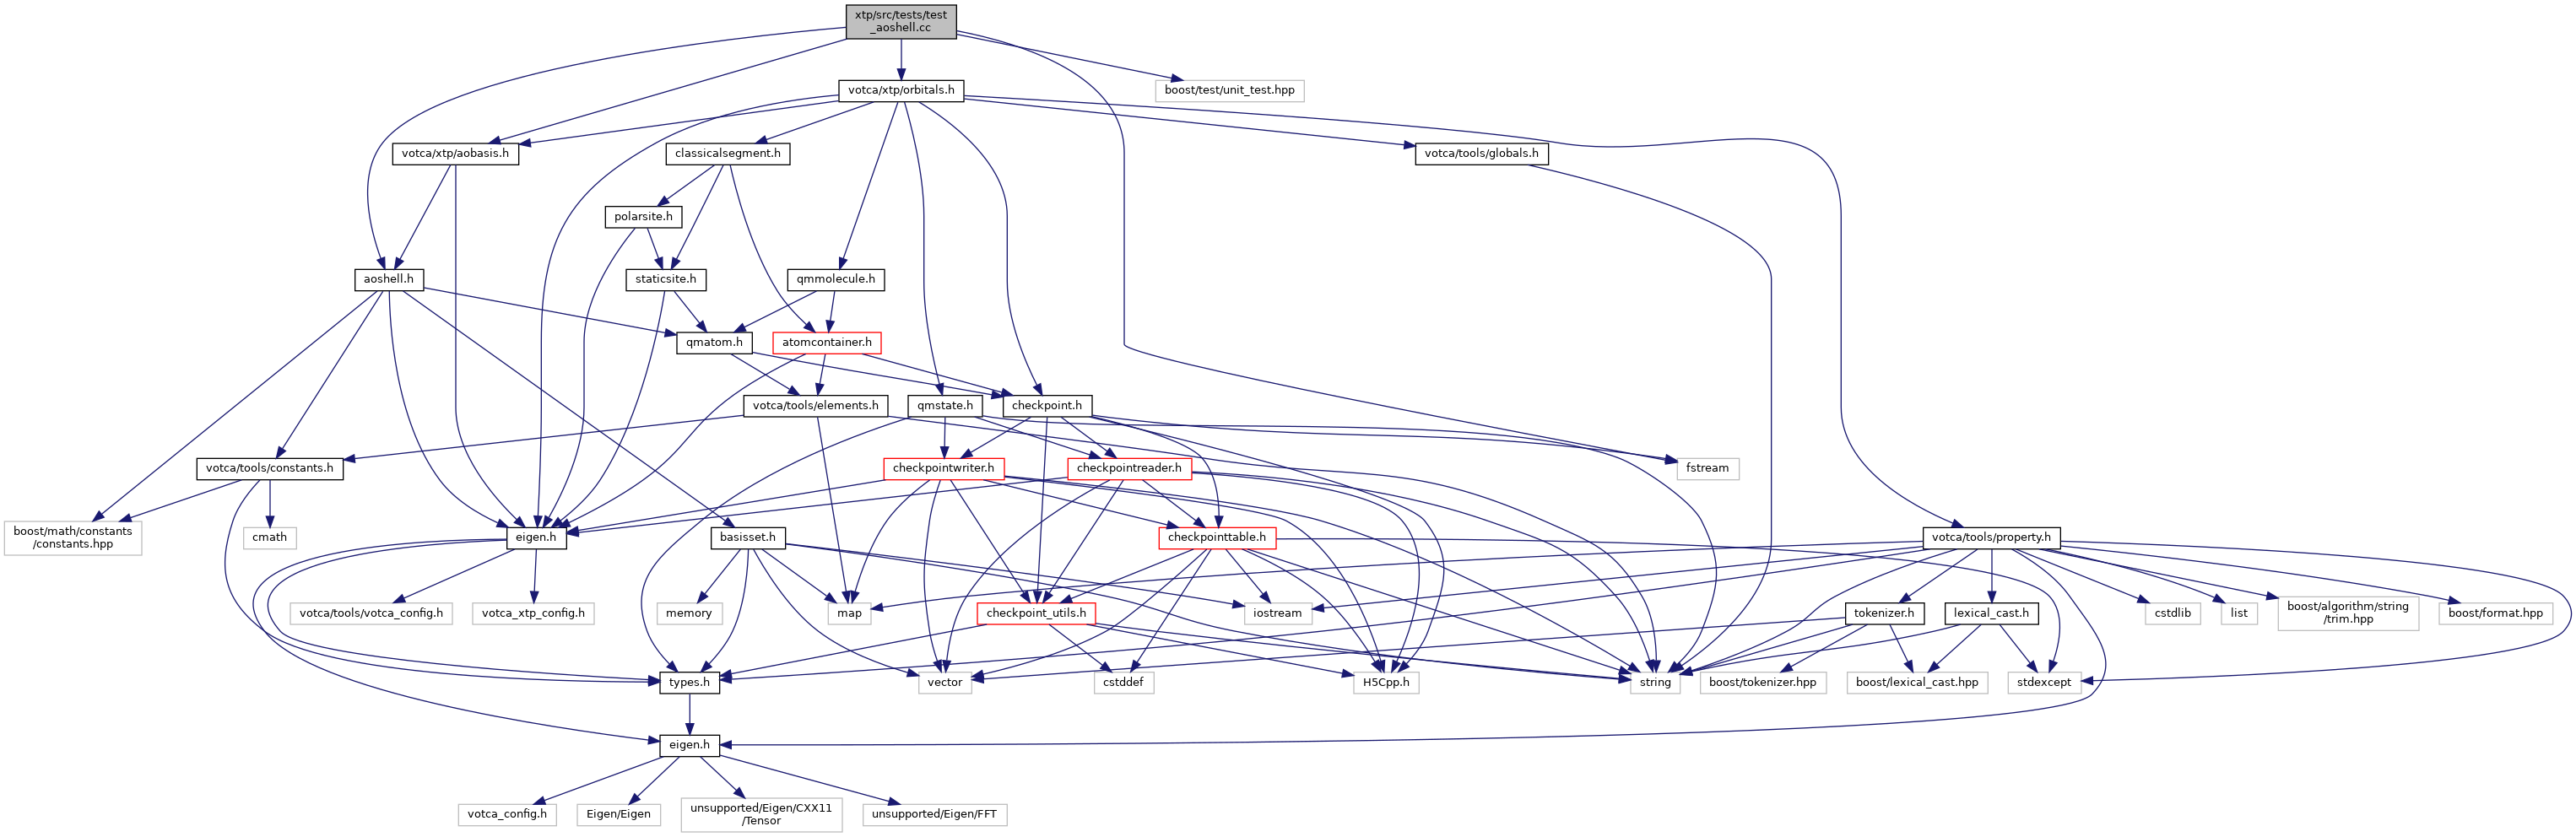 xtp/src/tests/test
_aoshell.cc
votca/xtp/orbitals.h
boost/test/unit_test.hpp
votca/xtp/aobasis.h
classicalsegment.h
votca/tools/globals.h
polarsite.h
aoshell.h
staticsite.h
qmmolecule.h
qmatom.h
atomcontainer.h
votca/tools/elements.h
qmstate.h
checkpoint.h
votca/tools/constants.h
checkpointwriter.h
checkpointreader.h
fstream
boost/math/constants
/constants.hpp
cmath
eigen.h
basisset.h
checkpointtable.h
votca/tools/property.h
votca/tools/votca_config.h
votca_xtp_config.h
memory
map
checkpoint_utils.h
iostream
tokenizer.h
lexical_cast.h
cstdlib
list
boost/algorithm/string
/trim.hpp
boost/format.hpp
types.h
vector
cstddef
H5Cpp.h
string
boost/tokenizer.hpp
boost/lexical_cast.hpp
stdexcept
eigen.h
votca_config.h
Eigen/Eigen
unsupported/Eigen/CXX11
/Tensor
unsupported/Eigen/FFT